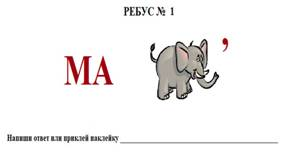 РЕБУС № 1
МА ,
Напиши ответ или приклей наклейку